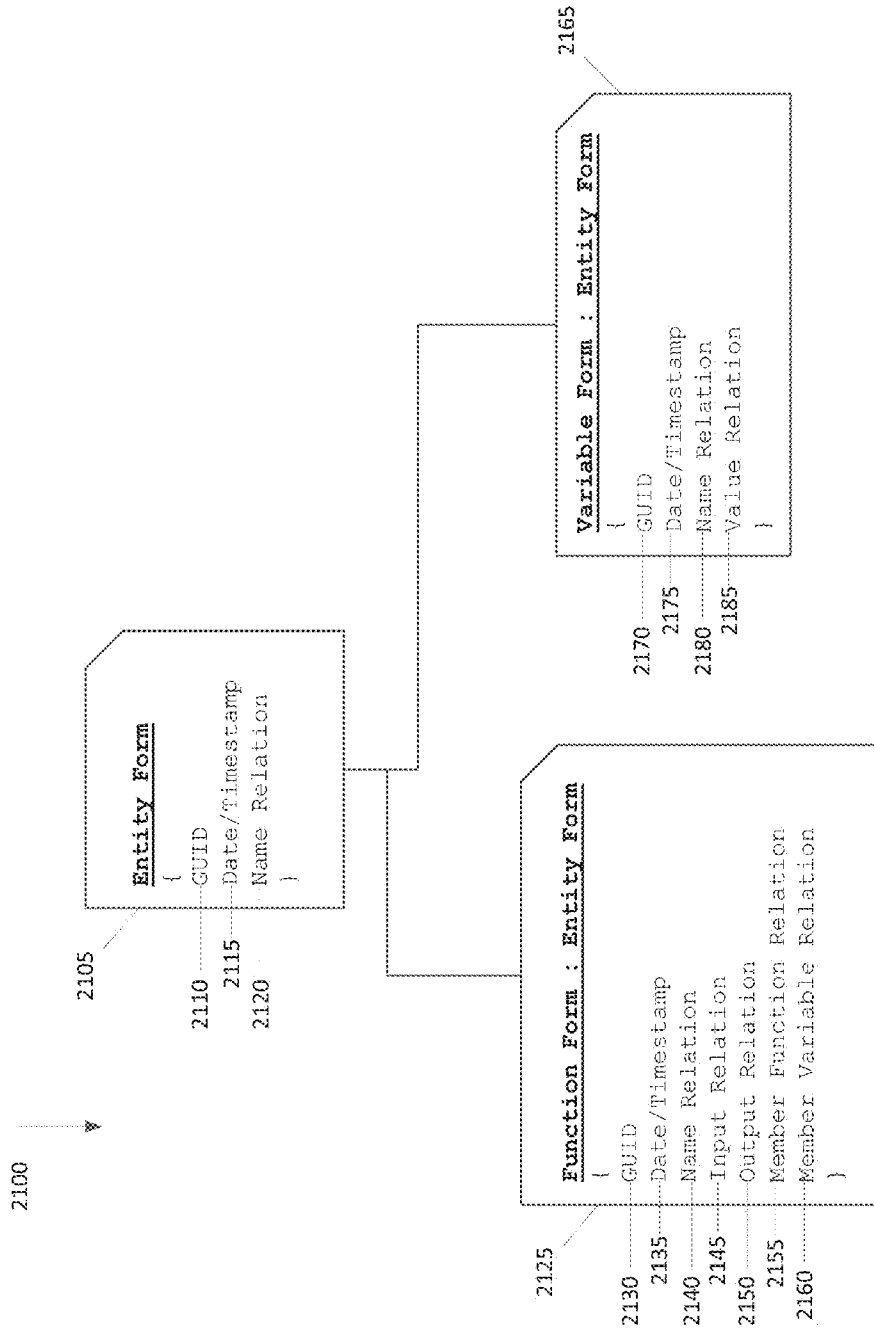 2100
2105
Entity Form
{
2110 GUID
2115 Date/Timestamp
2120 Name Relation
}
2125
Function Form : Entity Form
{
2130 GUID
2135 Date/Timestamp
2140 Name Relation
2145 Input Relation
2150 Output Relation
2155 Member Function Relation
2160 Member Variable Relation
}
2165
Variable Form : Entity Form
{
2170 GUID
2175 Date/Timestamp
2180 Name Relation
2185 Value Relation
}